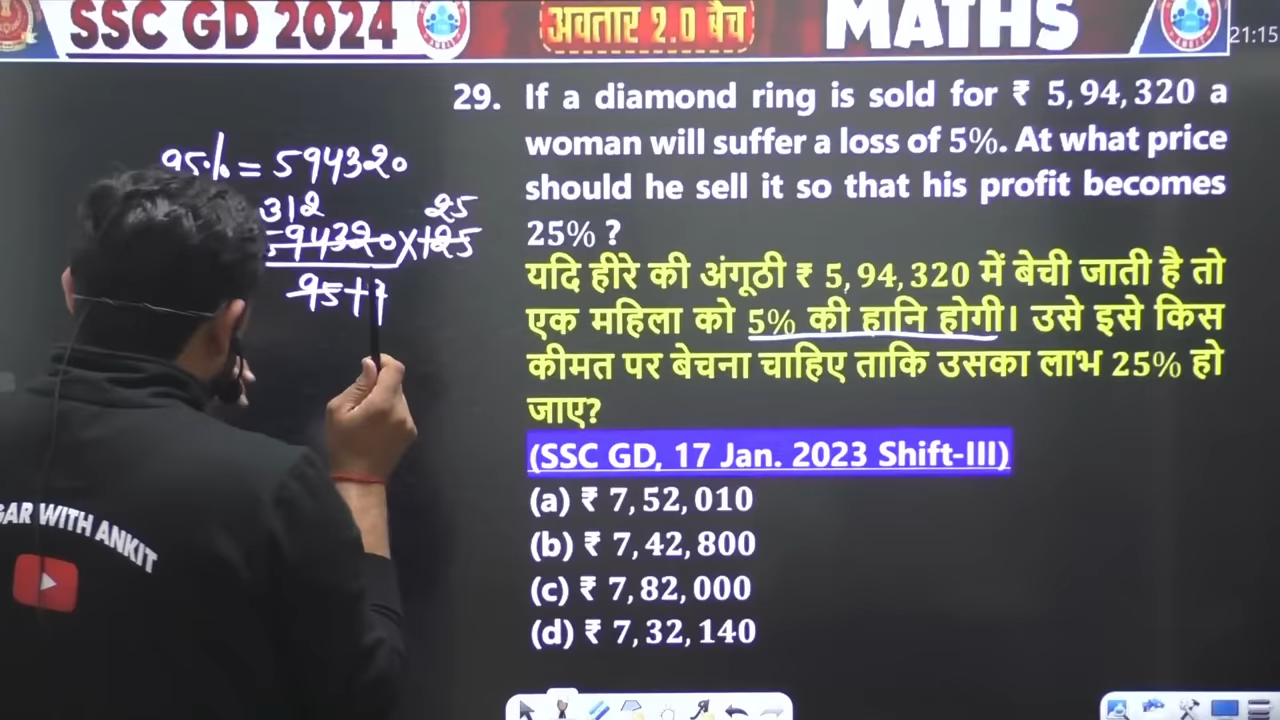 SSC GD 2024
अवतार 2.0 बैच
MATHS
21:15
29. If a diamond ring is sold for ₹ 5,94,320 a
woman will suffer a loss of 5%. At what price
should he sell it so that his profit becomes
25% ?
यदि हीरे की अंगूठी ₹ 5,94,320 में बेची जाती है तो
एक महिला को 5% की हानि होगी। उसे इसे किस
कीमत पर बेचना चाहिए ताकि उसका लाभ 25% हो
जाए?
(SSC GD, 17 Jan. 2023 Shift-III)
(a) ₹ 7,52,010
(b) ₹ 7,42,800
(c) ₹ 7,82,000
(d) ₹ 7,32,140
95% = 594320
312 25
94320 × 125
95
WITH ANKIT